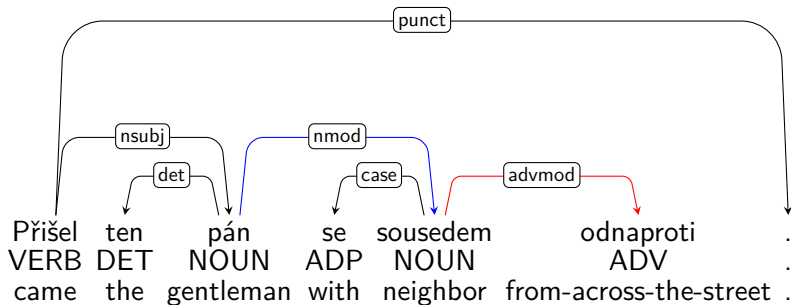 punct
nsubj nmod
det case advmod
Přišel ten pán se sousedem odnaproti .
VERB DET NOUN ADP NOUN ADV .
came the gentleman with neighbor from-across-the-street .